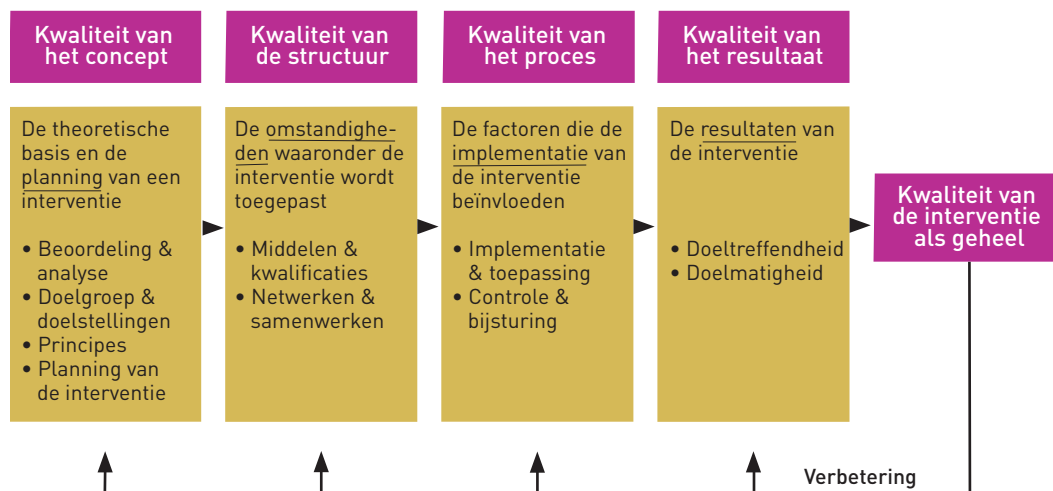 Kwaliteit van
het concept
De theoretische
basis en de
planning van een
interventie
• Beoordeling &
analyse
• Doelgroep &
doelstellingen
• Principes
• Planning van
de interventie
Kwaliteit van
de structuur
De omstandighe-
den waaronder de
interventie wordt
toegepast
• Middelen &
kwalificaties
• Netwerken &
samenwerken
Kwaliteit van
het proces
De factoren die de
implementatie van
de interventie
beïnvloeden
• Implementatie
& toepassing
• Controle &
bijsturing
Kwaliteit van
het resultaat
De resultaten van
de interventie
• Doeltreffendheid
• Doelmatigheid
Kwaliteit van
de interventie
als geheel
Verbetering